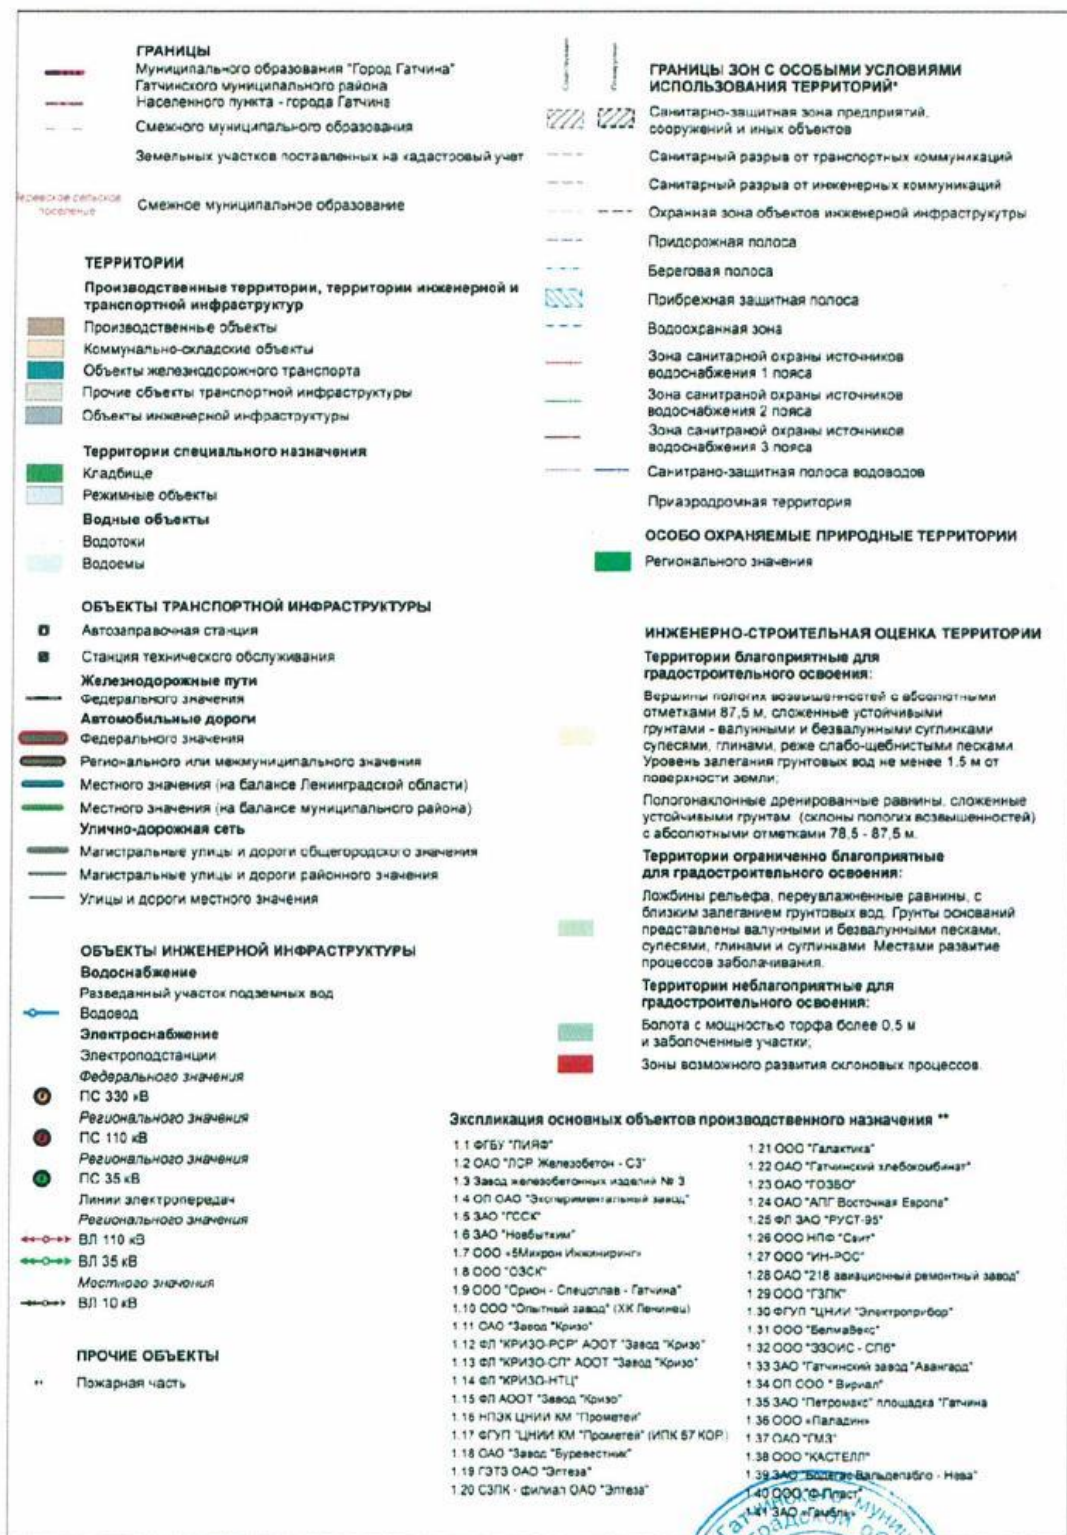 ГРАНИЦЫ
Муниципального образования "Город Гатчина"
Гатчинского муниципального района
Населенного пункта - города Гатчина
Смежного муниципального образования
Земельных участков поставленных на кадастровый учет
сельское
поселение
Смежное муниципальное образование
ТЕРРИТОРИИ
Производственные территории, территории инженерной и
транспортной инфраструктур
Производственные объекты
Коммунально-складские объекты
Объекты железнодорожного транспорта
Прочие объекты транспортной инфраструктуры
Объекты инженерной инфраструктуры
Территории специального назначения
Кладбище
Режимные объекты
Водные объекты
Водотоки
Водоемы
ОБЪЕКТЫ ТРАНСПОРТНОЙ ИНФРАСТРУКТУРЫ
Автозаправочная станция
Станция технического обслуживания
Железнодорожные пути
Федерального значения
Автомобильные дороги
Федерального значения
Регионального или межмуниципального значения
Местного значения (на балансе Ленинградской области)
Местного значения (на балансе муниципального района)
Улично-дорожная сеть
Магистральные улицы и дороги общегородского значения
Магистральные улицы и дороги районного значения
Улицы и дороги местного значения
ОБЪЕКТЫ ИНЖЕНЕРНОЙ ИНФРАСТРУКТУРЫ
Водоснабжение
Разведанный участок подземных вод
Водовод
Электроснабжение
Электроподстанции
Федерального значения
ПС 330 кВ
Регионального значения
ПС 110 кВ
Регионального значения
ПС 35 кВ
Линии электропередач
Регионального значения
ВЛ 110 кВ
ВЛ 35 кВ
Местного значения
ВЛ 10 кВ
ПРОЧИЕ ОБЪЕКТЫ
Пожарная часть
ГРАНИЦЫ ЗОН С ОСОБЫМИ УСЛОВИЯМИ
ИСПОЛЬЗОВАНИЯ ТЕРРИТОРИЙ*
Санитарно-защитная зона предприятий,
сооружений и иных объектов
Санитарный разрыв от транспортных коммуникаций
Санитарный разрыв от инженерных коммуникаций
Охранная зона объектов инженерной инфраструкутры
Придорожная полоса
Береговая полоса
Прибрежная защитная полоса
Водоохранная зона
Зона санитарной охраны источников
водоснабжения 1 пояса
Зона санитраной охраны источников
водоснабжения 2 пояса
Зона санитраной охраны источников
водоснабжения 3 пояса
Санитрано-защитная полоса водоводов
Приаэродромная территория
ОСОБО ОХРАНЯЕМЫЕ ПРИРОДНЫЕ ТЕРРИТОРИИ
Регионального значения
ИНЖЕНЕРНО-СТРОИТЕЛЬНАЯ ОЦЕНКА ТЕРРИТОРИИ
Территории благоприятные для
градостроительного освоения:
Вершины пологих возвышенностей с абсолютными
отметками 87,5 м, сложенные устойчивыми
грунтами - валунными и безвалунными суглинками
супесями, глинами, реже слабо-щебнистыми песками
Уровень залегания грунтовых вод не менее 1.5 м от
поверхности земли;
Пологонаклонные дренированные равнины, сложенные
устойчивыми грунтам (склоны пологих возвышенностей)
с абсолютными отметками 78,5 - 87,5 м.
Территории ограниченно благоприятные
для градостроительного освоения:
Ложбины рельефа, переувлажненные равнины, с
близким залеганием грунтовых вод. Грунты оснований
представлены валунными и безвалунными песками,
супесями, глинами и суглинками. Местами развитие
процессов заболачивания.
Территории неблагоприятные для
градостроительного освоения:
Болота с мощностью торфа более 0,5 м
и заболоченные участки;
Зоны возможного развития склоновых процессов.
Экспликация основных объектов производственного назначения **
1.1 ФГБУ "ПИЯФ"
1.2 ОАО "ЛСР Железобетон - СЗ"
1.3 Завод железобетонных изделий № 3
1.4 ОП ОАО "Экспериментальный завод"
1.5 ЗАО "ГССК"
1.6 ЗАО "Новбытхим"
1.7 ООО «5Микрон Инжиниринг»
1.8 ООО "ОЗСК"
1.9 ООО "Орион - Спецсплав - Гатчина"
1.10 ООО "Опытный завод" (ХК Ленинец)
1.11 ОАО "Завод "Кризо"
1.12 ФЛ "КРИЗО-РСР" АООТ "Завод "Кризо"
1.13 ФЛ "КРИЗО-СП" АООТ "Завод "Кризо"
1.14 ФЛ "КРИЗО-НТЦ"
1.15 ФЛ АООТ "Завод "Кризо"
1.16 НПЭК ЦНИИ КМ "Прометей"
1.17 ФГУП "ЦНИИ КМ "Прометей" (ИПК 57 КОР)
1.18 ОАО "Завод "Буревестник"
1.19 ГЭТЗ ОАО "Элтеза"
1.20 СЗПК - филиал ОАО "Элтеза"
1.21 ООО "Галактика"
1.22 ОАО "Гатчинский хлебокомбинат"
1.23 ОАО "ГОЗБО"
1.24 ОАО "АПГ Восточная Европа"
1.25 ФЛ ЗАО "РУСТ-95"
1.26 ООО НПФ "Свит"
1.27 ООО "ИН-РОС"
1.28 ОАО "218 авиационный ремонтный завод"
1.29 ООО "ГЗПК"
1.30 ФГУП "ЦНИИ "Электроприбор"
1.31 ООО "БелмаВекс"
1.32 ООО "ЭЗОИС - СПб"
1.33 ЗАО "Гатчинский завод "Авангард"
1.34 ОП ООО " Вириал"
1.35 ЗАО "Петромакс" площадка "Гатчина
1.36 ООО «Паладин»
1.37 ОАО "ГМЗ"
1.38 ООО "КАСТЕЛЛ"
1.39 ЗАО "Бодегас Вальдепабло - Нева"
1.40 ООО "Ф-Пласт"
1.41 ЗАО «Гамбль»